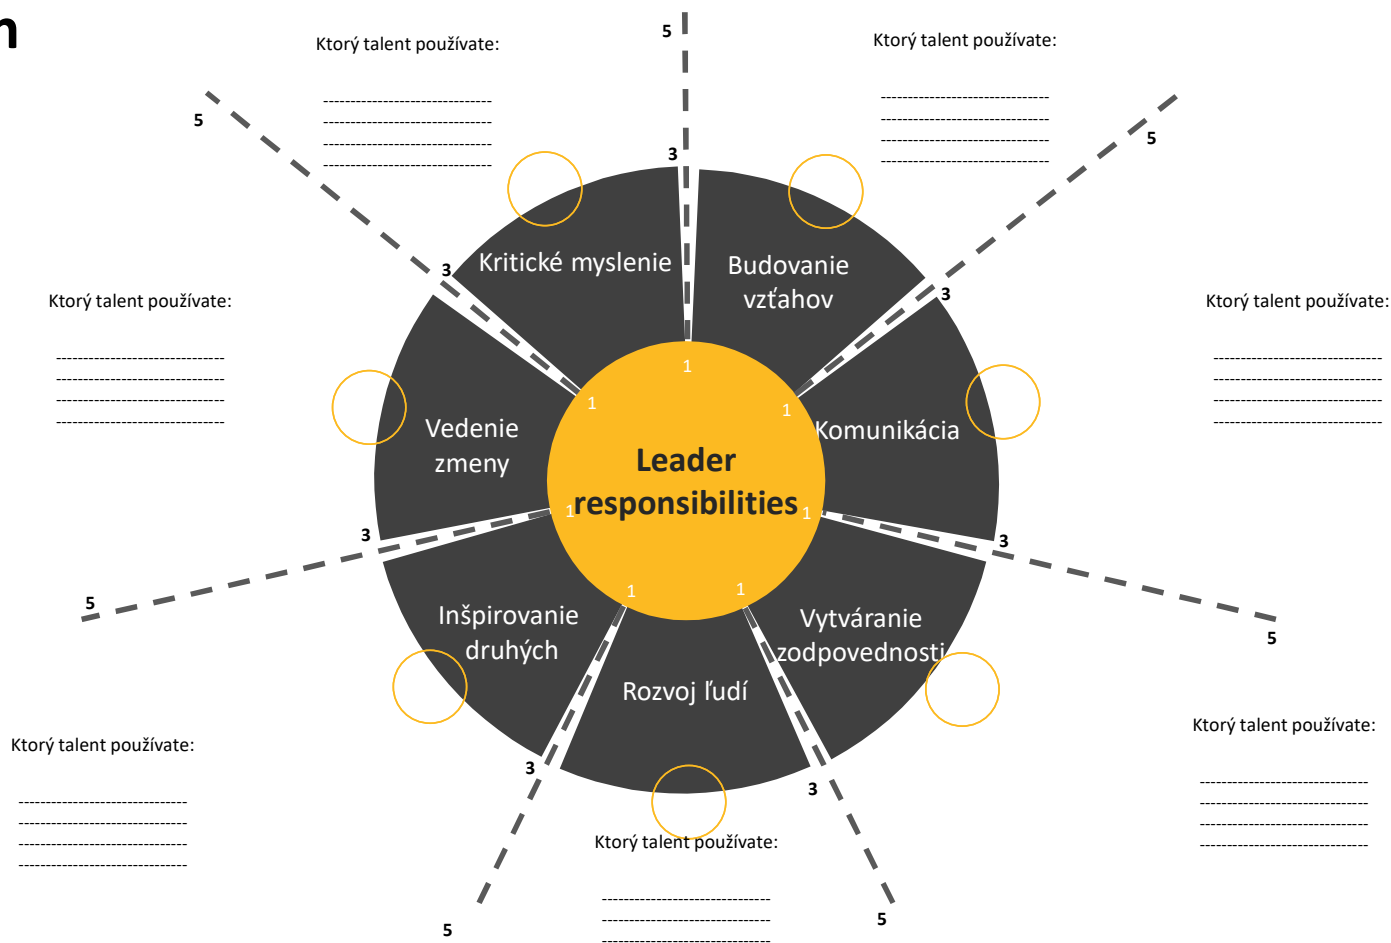 n
Ktorý talent používate:
-------------------------------
-------------------------------
-------------------------------
-------------------------------
5
Ktorý talent používate:
-------------------------------
-------------------------------
-------------------------------
-------------------------------
5
5
3
Kritické myslenie
Budovanie
vzťahov
3
3
Ktorý talent používate:
-------------------------------
-------------------------------
-------------------------------
-------------------------------
Ktorý talent používate:
-------------------------------
-------------------------------
-------------------------------
-------------------------------
1
1
1
Vedenie
zmeny
Komunikácia
Leader
responsibilities
1
1
3
3
5
5
1
1
Inšpirovanie
druhých
Vytváranie
zodpovednosti
Rozvoj ľudí
3
3
Ktorý talent používate:
-------------------------------
-------------------------------
-------------------------------
-------------------------------
Ktorý talent používate:
-------------------------------
-------------------------------
-------------------------------
-------------------------------
Ktorý talent používate:
-------------------------------
-------------------------------
-------------------------------
5
5